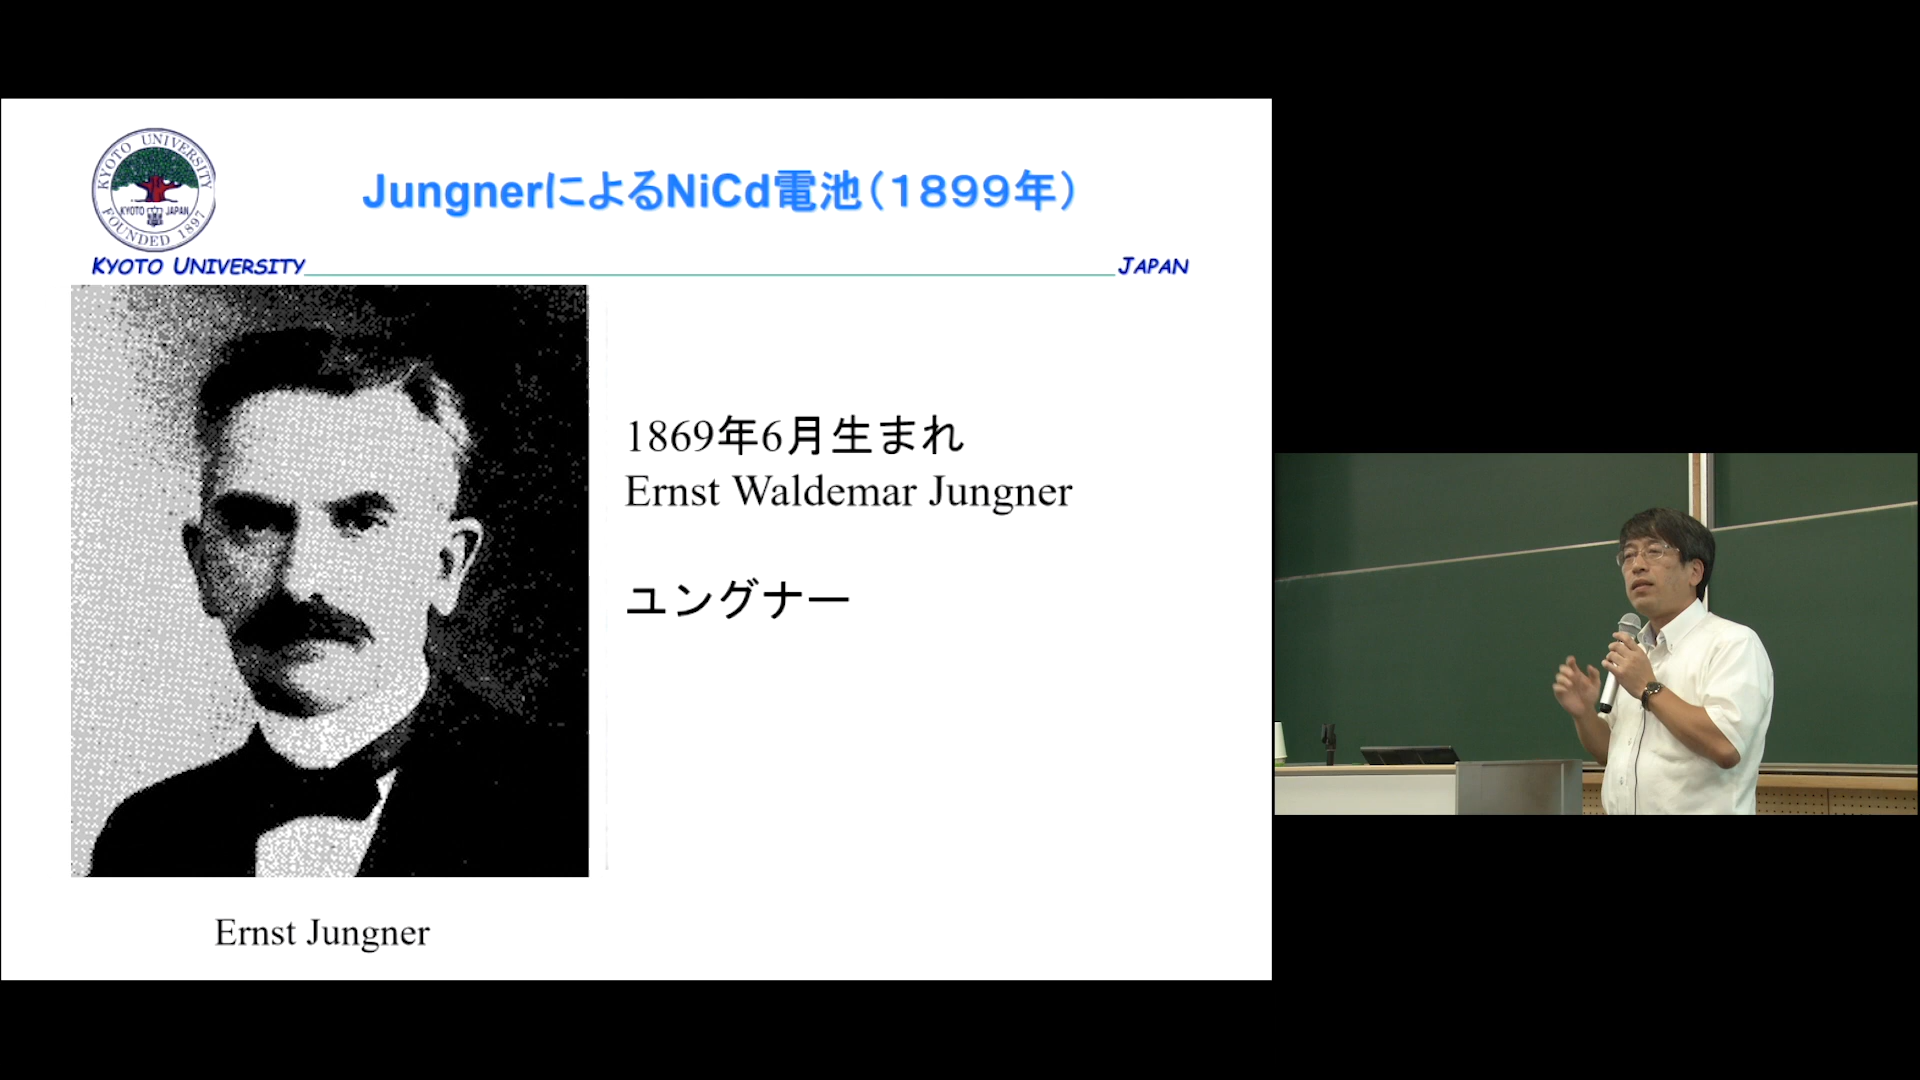 KYOTO UNIVERSITY
KYOTO JAPAN
FOUNDED 1897
JungnerによるNiCd電池（１８９９年）
KYOTO UNIVERSITY
JAPAN
1869年6月生まれ
Ernst Waldemar Jungner
ユングナー
Ernst Jungner